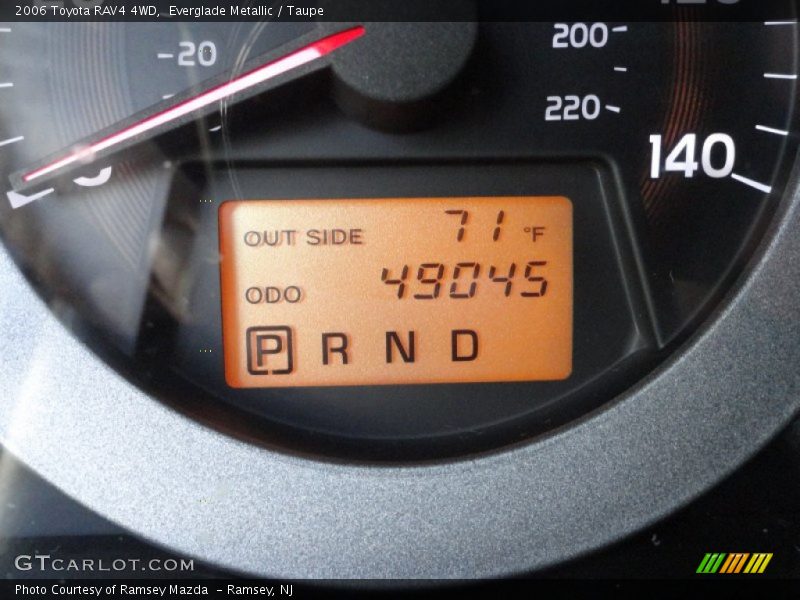 2006 Toyota RAV4 4WD, Everglade Metallic / Taupe
20
200
220
140
OUT SIDE 71 °F
ODO 49045
P R N D
GTCARLOT.COM
Photo Courtesy of Ramsey Mazda - Ramsey, NJ